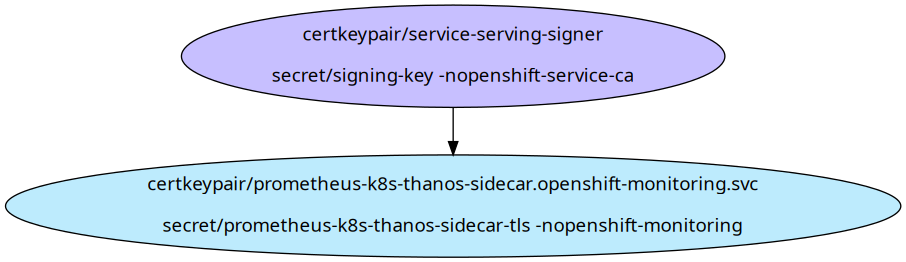 certkeypair/service-serving-signer
secret/signing-key -nopenshift-service-ca
certkeypair/prometheus-k8s-thanos-sidecar.openshift-monitoring.svc
secret/prometheus-k8s-thanos-sidecar-tls -nopenshift-monitoring